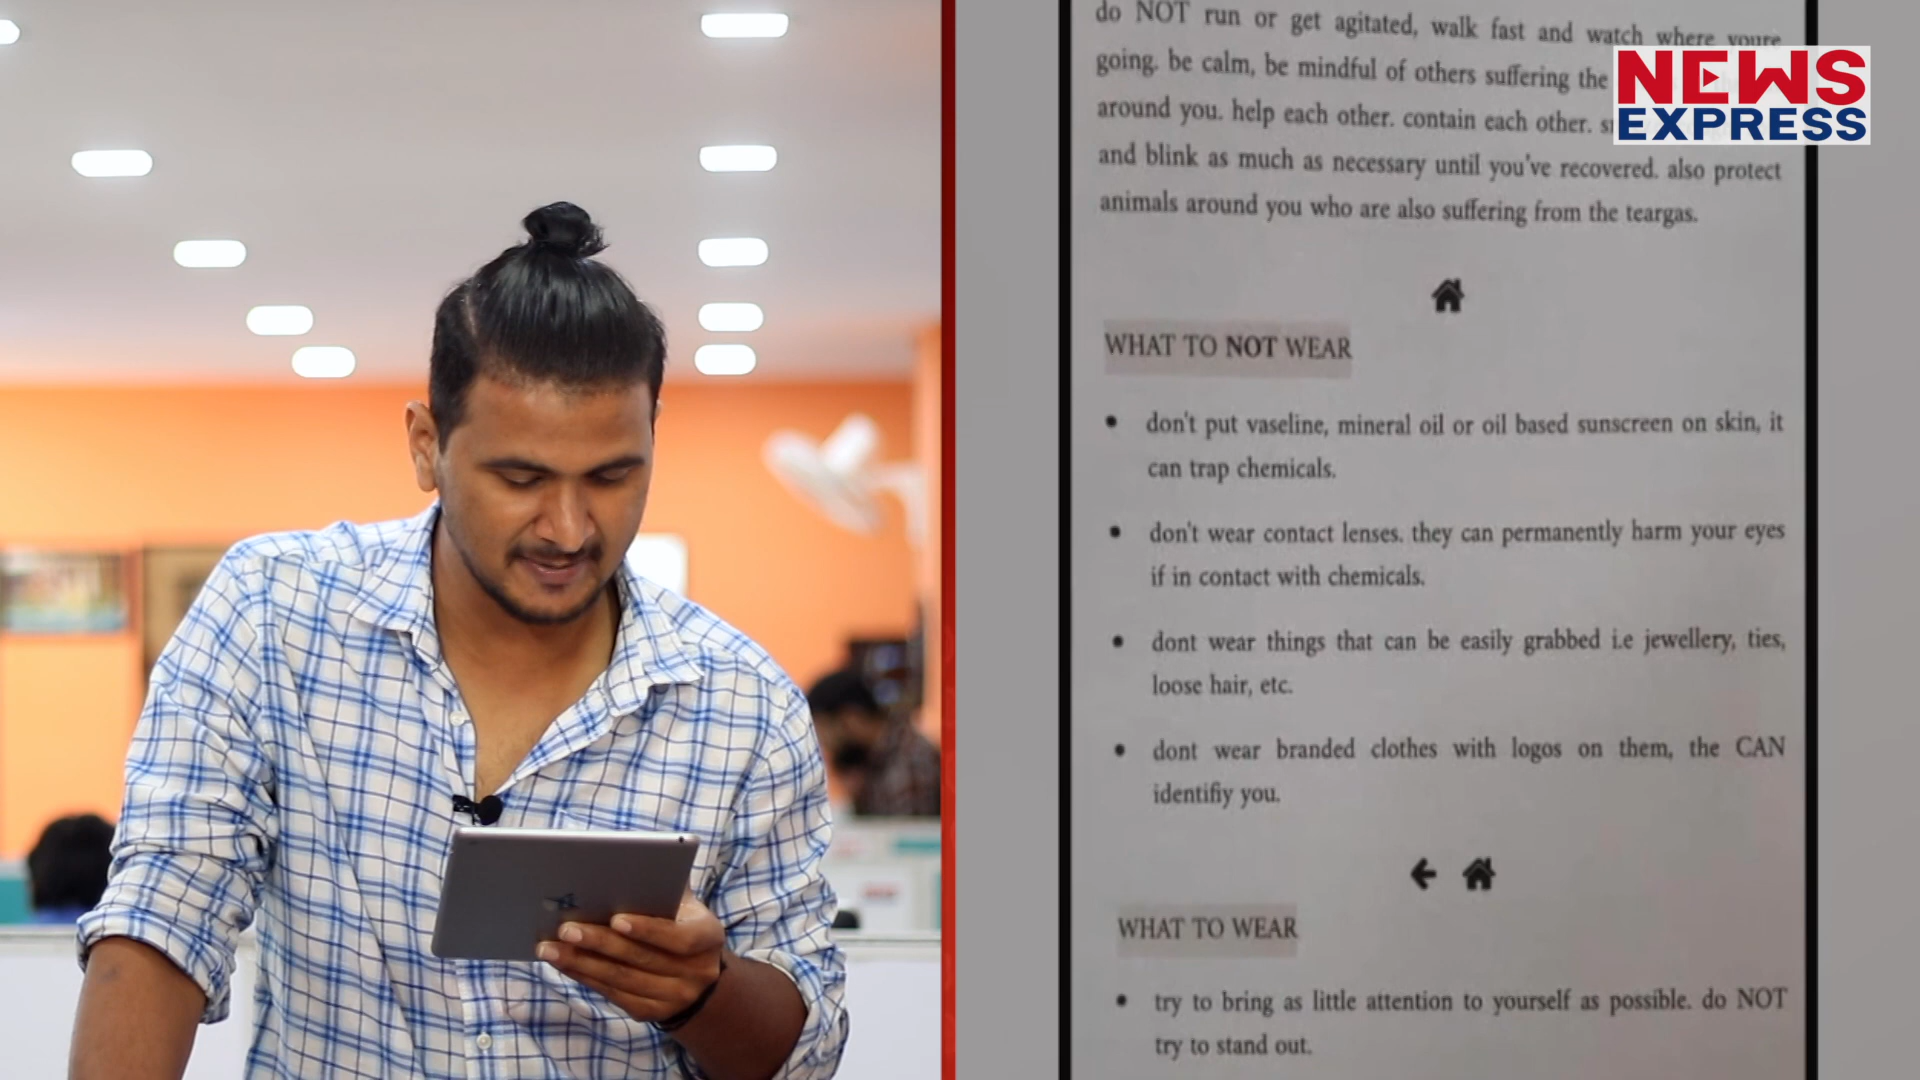 do NOT run or get agitated, walk fast and watch where youre
going. be calm, be mindful of others suffering the
around you. help each other. contain each other.
and blink as much as necessary until you've recovered. also protect
animals around you who are also suffering from the teargas.
NEWS
EXPRESS
WHAT TO NOT WEAR
• don't put vaseline, mineral oil or oil based sunscreen on skin, it
can trap chemicals.
• don't wear contact lenses. they can permanently harm your eyes
if in contact with chemicals.
• dont wear things that can be easily grabbed i.e jewellery, ties,
loose hair, etc.
• dont wear branded clothes with logos on them, the CAN
identifiy you.
WHAT TO WEAR
• try to bring as little attention to yourself as possible. do NOT
try to stand out.